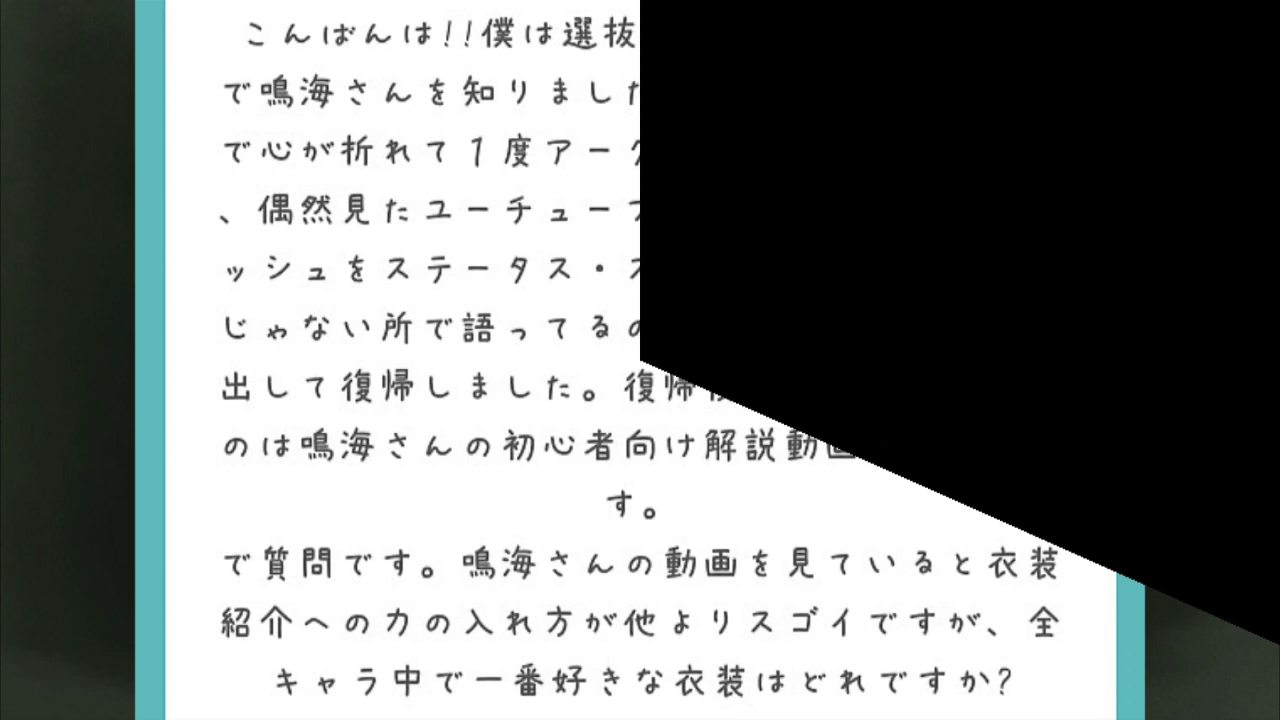 こんばんは!!僕は選抜
で鳴海さんを知りました
で心が折れて1度アー
、偶然見たユーチュー
ッシュをステータス・
じゃない所で語ってるの
出して復帰しました。復帰
のは鳴海さんの初心者向け解説動画
す。
で質問です。鳴海さんの動画を見ていると衣装
紹介への力の入れ方が他よりスゴイですが、全
キャラ中で一番好きな衣装はどれですか?